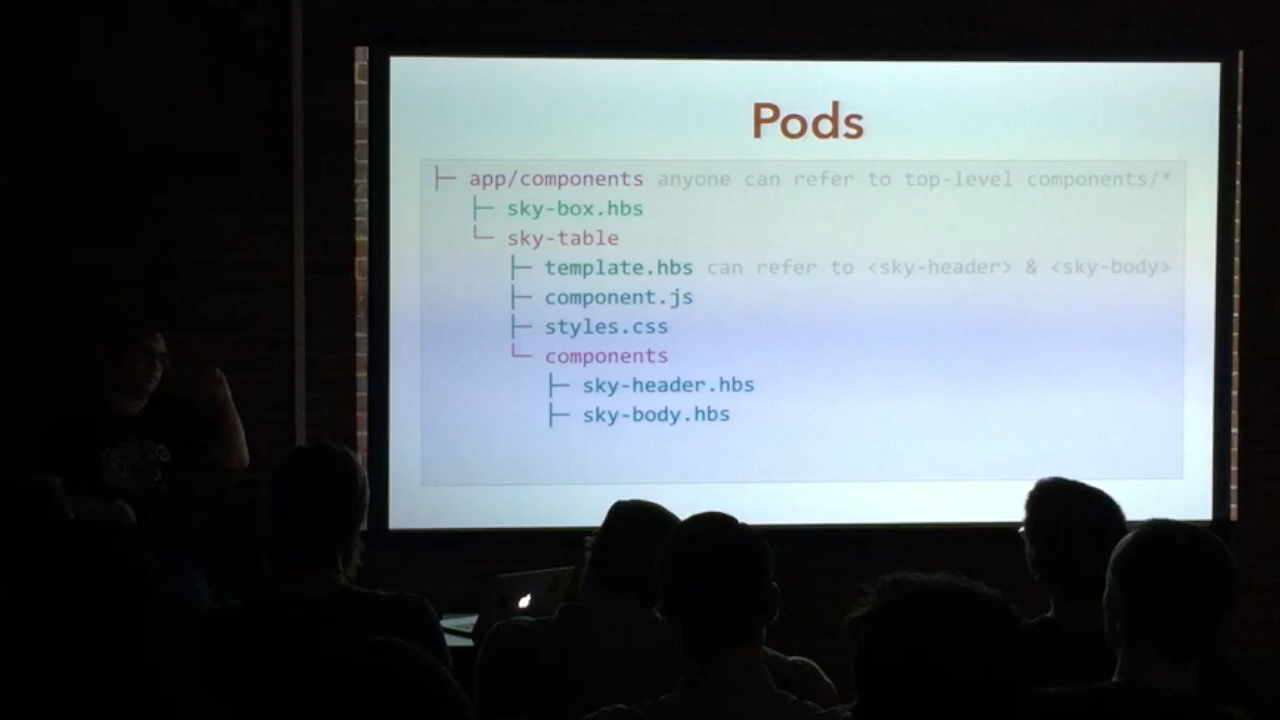 Pods
├─ app/components anyone can refer to top-level components/*
├─ sky-box.hbs
└─ sky-table
├─ template.hbs can refer to <sky-header> & <sky-body>
├─ component.js
├─ styles.css
└─ components
├─ sky-header.hbs
├─ sky-body.hbs